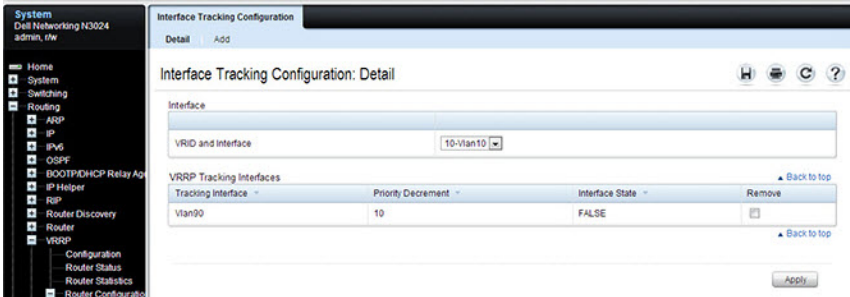 System
Dell Networking N3024
admin, r/w
Home
System
Switching
Routing
ARP
IP
IPv6
OSPF
BOOTP/DHCP Relay Age
IP Helper
RIP
Router Discovery
Router
VRRP
Configuration
Router Status
Router Statistics
Router Configuratio
Interface Tracking Configuration
Detail Add
Interface Tracking Configuration: Detail
Interface
VRID and Interface 10-Vlan10
VRRP Tracking Interfaces Back to top
Tracking Interface Priority Decrement Interface State Remove
Vlan90 10 FALSE
Back to top
Apply